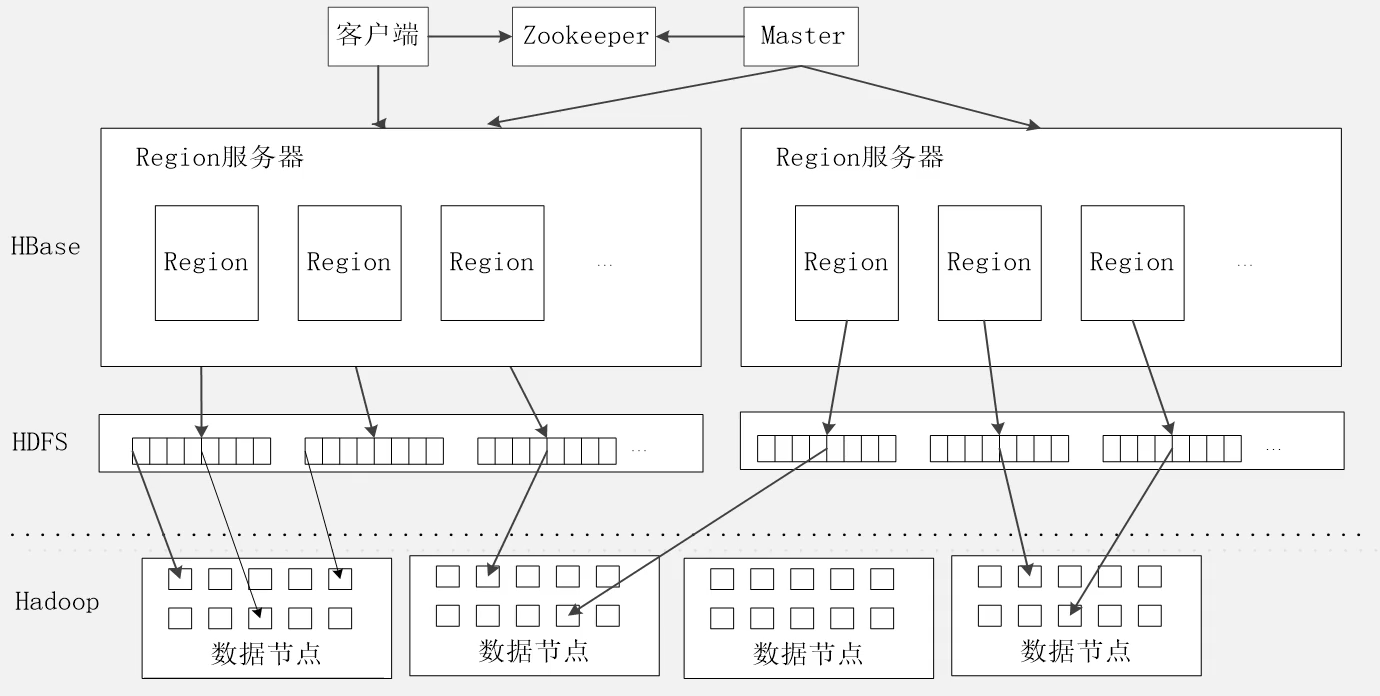 客户端
Zookeeper
Master
Region服务器
Region服务器
HBase
Region
Region
Region
...
Region
Region
Region
...
HDFS
...
...
Hadoop
数据节点
数据节点
数据节点
数据节点